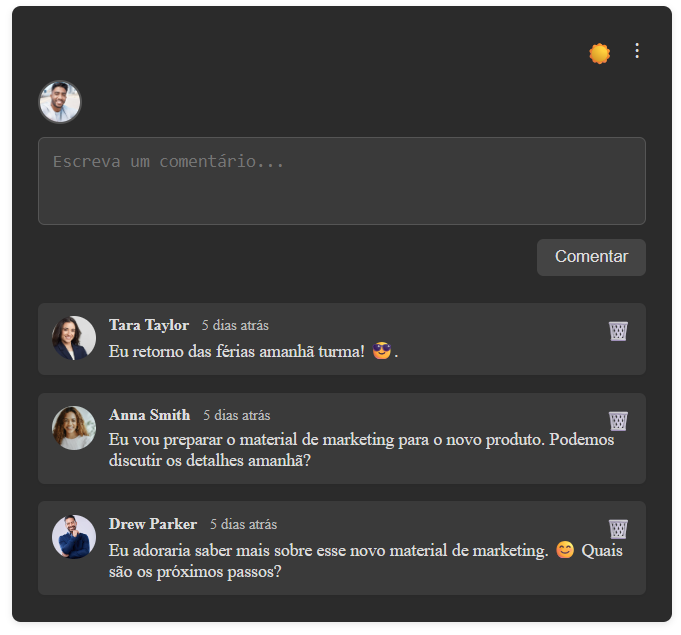 Escreva um comentário...
Comentar
Tara Taylor 5 dias atrás
Eu retorno das férias amanhã turma! 😎.
Anna Smith 5 dias atrás
Eu vou preparar o material de marketing para o novo produto. Podemos
discutir os detalhes amanhã?
Drew Parker 5 dias atrás
Eu adoraria saber mais sobre esse novo material de marketing. 😊 Quais
são os próximos passos?